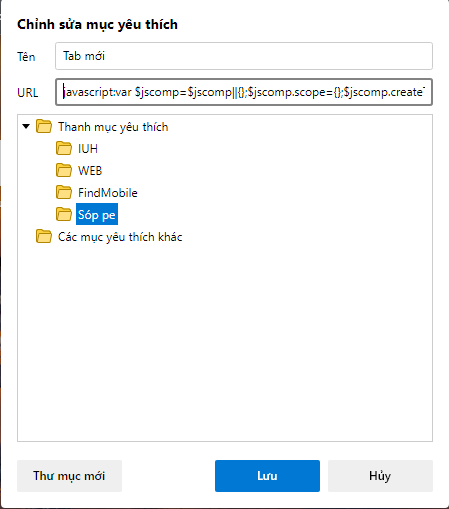 Chỉnh sửa mục yêu thích
Tên Tab mới
URL javascript:var $jscomp=$jscomp||{};$jscomp.scope={};$jscomp.create
Thanh mục yêu thích
IUH
WEB
FindMobile
Sóp pe
Các mục yêu thích khác
Thư mục mới Lưu Hủy